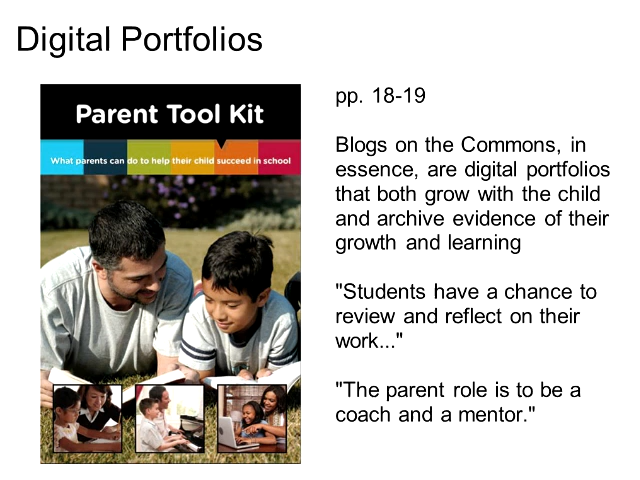 Digital Portfolios
Parent Tool Kit
What parents can do to help their child succeed in school
pp. 18-19
Blogs on the Commons, in
essence, are digital portfolios
that both grow with the child
and archive evidence of their
growth and learning
"Students have a chance to
review and reflect on their
work..."
"The parent role is to be a
coach and a mentor."